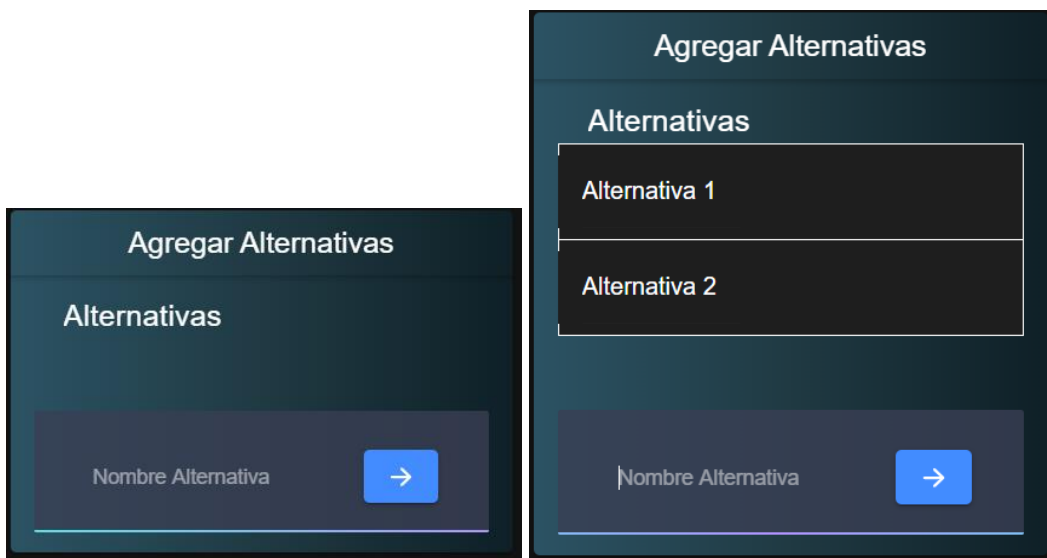 Agregar Alternativas
Alternativas
Nombre Alternativa
Agregar Alternativas
Alternativas
Alternativa 1
Alternativa 2
Nombre Alternativa